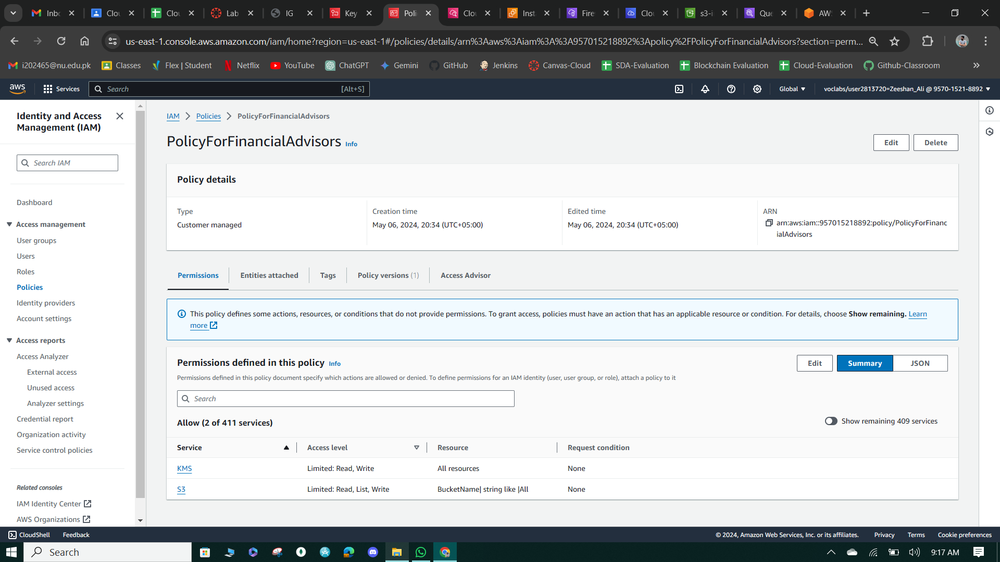 Inbc
Clou
Clou
Lab
IG
Key
Poli
Clou
Inst
Fire
Clou
s3-i
Que
AWS
us-east-1.console.aws.amazon.com/iam/home?region=us-east-1#/policies/details/arn%3Aaws%3Aiam%3A%3A957015218892%3Apolicy%2FPolicyForFinancialAdvisors?section=perm...
i202465@nu.edu.pk
Classes
Flex | Student
Netflix
YouTube
ChatGPT
Gemini
GitHub
Jenkins
Canvas-Cloud
SDA-Evaluation
Blockchain Evaluation
Cloud-Evaluation
Github-Classroom
aws
Services
Search
[Alt+S]
Global
voclabs/user2813720=Zeeshan_Ali @ 9570-1521-8892
Identity and Access
Management (IAM)
Search IAM
Dashboard
Access management
User groups
Users
Roles
Policies
Identity providers
Account settings
Access reports
Access Analyzer
External access
Unused access
Analyzer settings
Credential report
Organization activity
Service control policies
Related consoles
IAM Identity Center
AWS Organizations
IAM
Policies
PolicyForFinancialAdvisors
PolicyForFinancialAdvisors Info
Edit
Delete
Policy details
Type
Customer managed
Creation time
May 06, 2024, 20:34 (UTC+05:00)
Edited time
May 06, 2024, 20:34 (UTC+05:00)
ARN
arn:aws:iam::957015218892:policy/PolicyForFinanc
ialAdvisors
Permissions
Entities attached
Tags
Policy versions (1)
Access Advisor
This policy defines some actions, resources, or conditions that do not provide permissions. To grant access, policies must have an action that has an applicable resource or condition. For details, choose Show remaining. Learn
more
Permissions defined in this policy Info
Edit
Summary
JSON
Permissions defined in this policy document specify which actions are allowed or denied. To define permissions for an IAM identity (user, user group, or role), attach a policy to it
Search
Allow (2 of 411 services)
Show remaining 409 services
Service
Access level
Resource
Request condition
KMS
Limited: Read, Write
All resources
None
S3
Limited: Read, List, Write
BucketName| string like |All
None
CloudShell
Feedback
© 2024, Amazon Web Services, Inc. or its affiliates.
Privacy
Terms
Cookie preferences
Search
9:17 AM